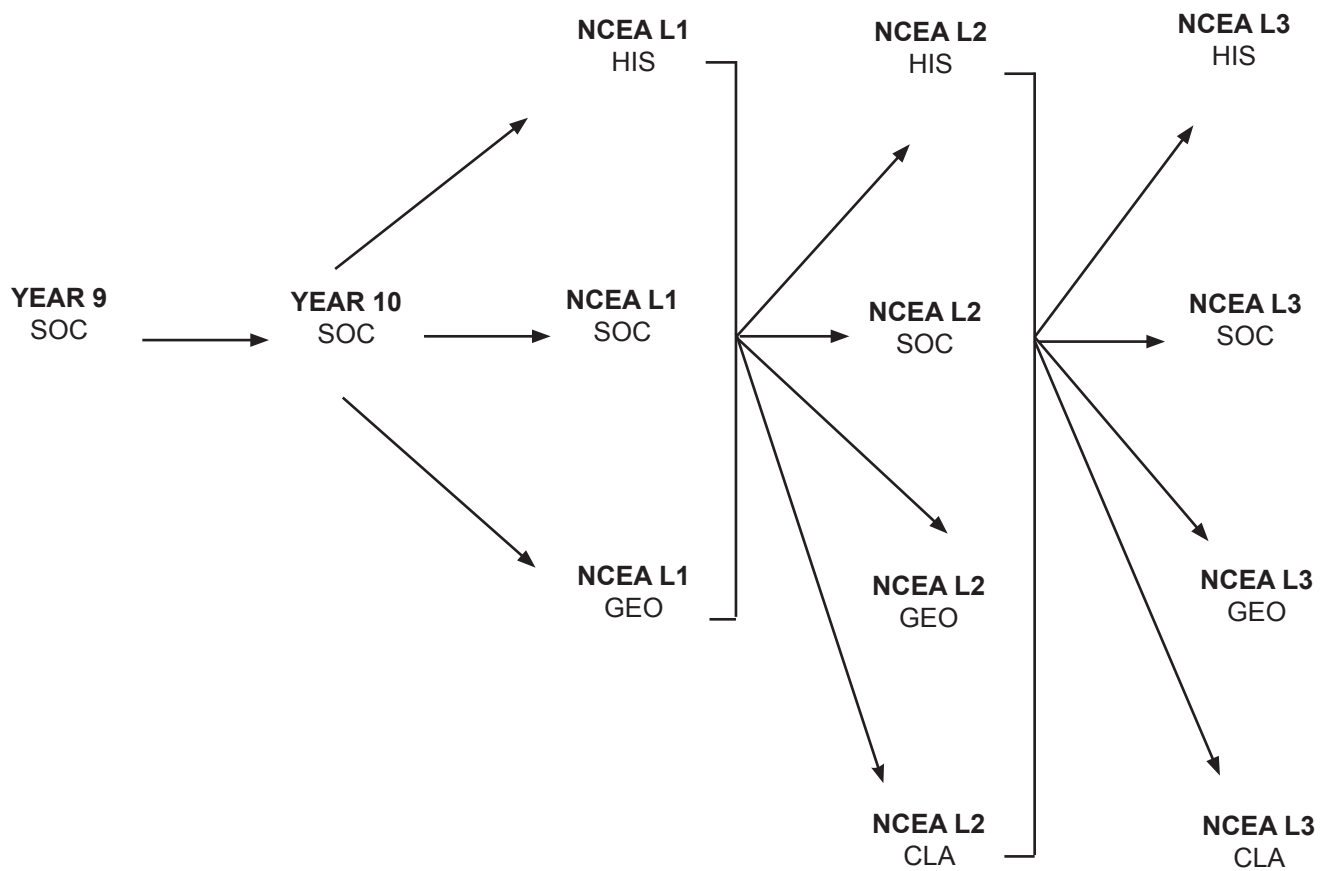 YEAR 9
SOC
YEAR 10
SOC
NCEA L1
HIS
NCEA L1
SOC
NCEA L1
GEO
NCEA L2
HIS
NCEA L2
SOC
NCEA L2
GEO
NCEA L2
CLA
NCEA L3
HIS
NCEA L3
SOC
NCEA L3
GEO
NCEA L3
CLA